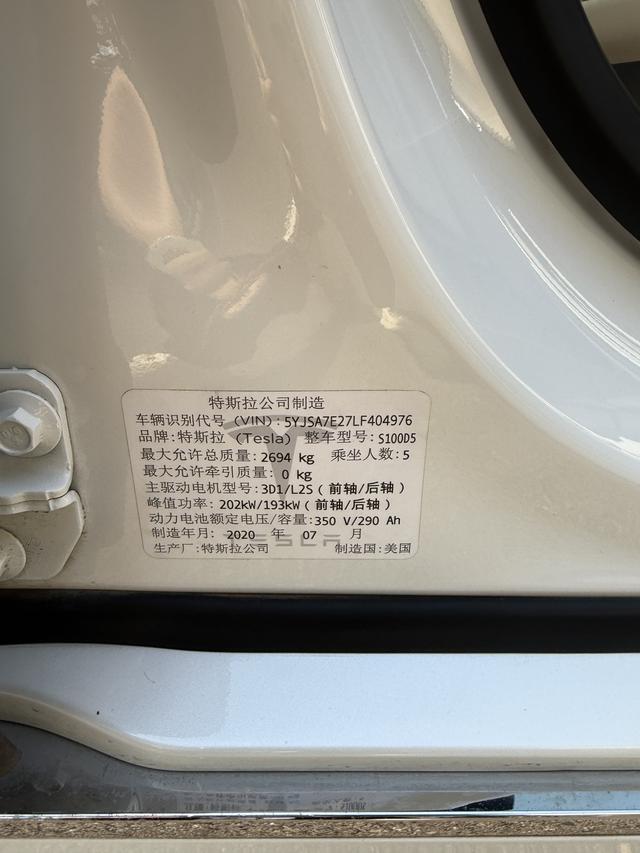 特斯拉公司制造
车辆识别代号 (VIN): 5YJSA7E27LF404976
品牌: 特斯拉 (Tesla) 整车型号: S100D5
最大允许总质量: 2694 kg 乘坐人数: 5
最大允许牵引质量: 0 kg
主驱动电机型号: 3D1/L2S (前轴/后轴)
峰值功率: 202kW/193kW (前轴/后轴)
动力电池额定电压/容量: 350 V/290 Ah
制造年月: 2020 年 07 月
生产厂: 特斯拉公司 制造国: 美国
TESLA